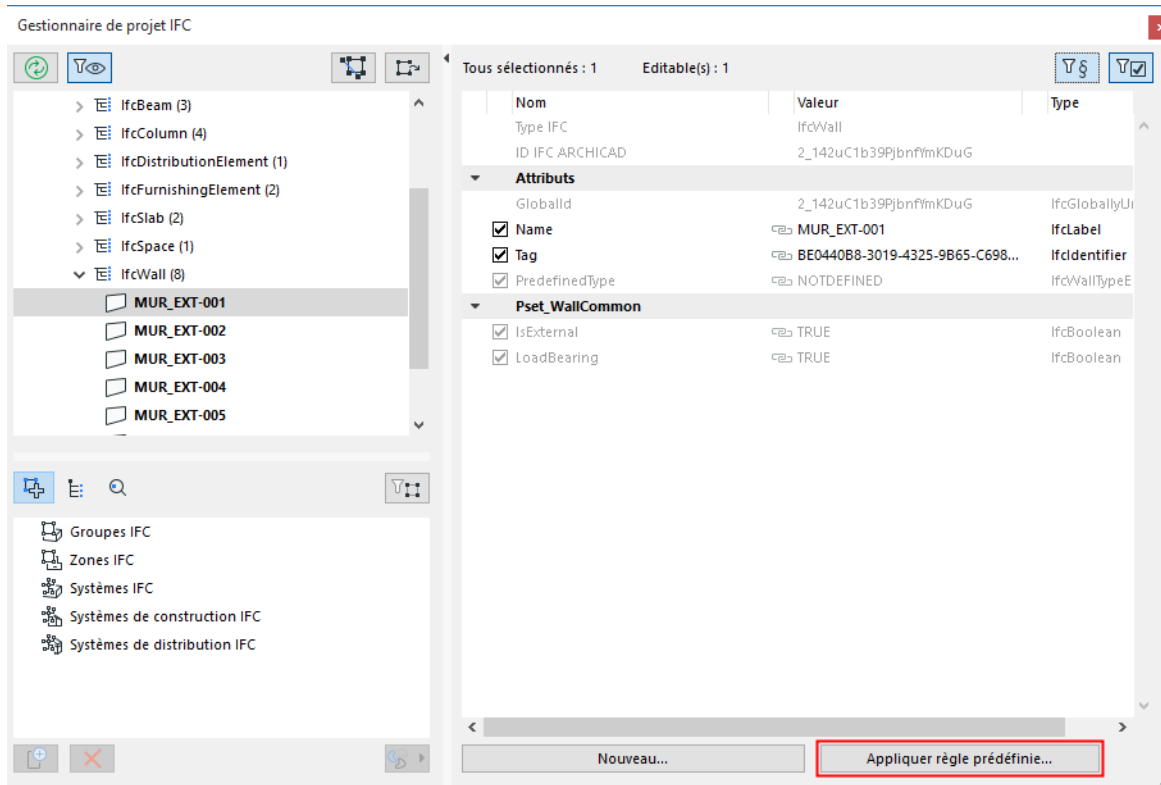 Gestionnaire de projet IFC
Tous sélectionnés : 1 Editable(s) : 1
IfcBeam (3)
IfcColumn (4)
IfcDistributionElement (1)
IfcFurnishingElement (2)
IfcSlab (2)
IfcSpace (1)
IfcWall (8)
MUR_EXT-001
MUR_EXT-002
MUR_EXT-003
MUR_EXT-004
MUR_EXT-005
Groupes IFC
Zones IFC
Systèmes IFC
Systèmes de construction IFC
Systèmes de distribution IFC
Nom Valeur Type
Type IFC IfcWall
ID IFC ARCHICAD 2_142uC1b39PjbnfYmKDuG
Attributs
GlobalId 2_142uC1b39PjbnfYmKDuG IfcGloballyUi
Name MUR_EXT-001 IfcLabel
Tag BE0440B8-3019-4325-9B65-C698... IfcIdentifier
PredefinedType NOTDEFINED IfcWallTypeE
Pset_WallCommon
IsExternal TRUE IfcBoolean
LoadBearing TRUE IfcBoolean
Nouveau... Appliquer règle prédéfinie...